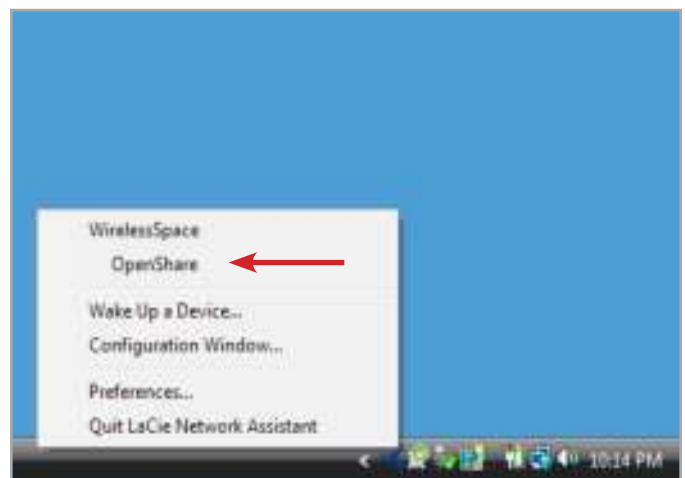 WirelessSpace
OpenShare
Wake Up a Device...
Configuration Window...
Preferences...
Quit LaCie Network Assistant
10:14 PM